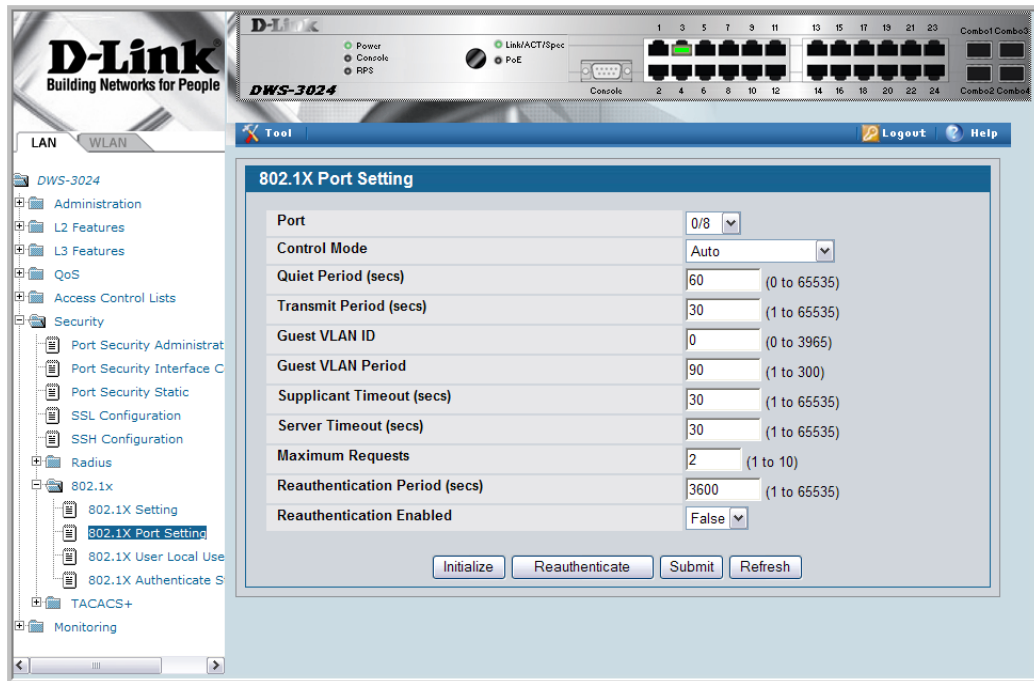 D-Link
Building Networks for People
D-Link
Power
Console
RPS
Link/ACT/Spec
PoE
DWS-3024
Console
1 3 5 7 9 11 13 15 17 19 21 23
2 4 6 8 10 12 14 16 18 20 22 24
Combo1 Combo3
Combo2 Combo4
LAN
WLAN
Tool
Logout
Help
DWS-3024
Administration
L2 Features
L3 Features
QoS
Access Control Lists
Security
Port Security Administrat
Port Security Interface C
Port Security Static
SSL Configuration
SSH Configuration
Radius
802.1x
802.1X Setting
802.1X Port Setting
802.1X User Local Use
802.1X Authenticate S
TACACS+
Monitoring
802.1X Port Setting
Port 0/8
Control Mode Auto
Quiet Period (secs) 60 (0 to 65535)
Transmit Period (secs) 30 (1 to 65535)
Guest VLAN ID 0 (0 to 3965)
Guest VLAN Period 90 (1 to 300)
Supplicant Timeout (secs) 30 (1 to 65535)
Server Timeout (secs) 30 (1 to 65535)
Maximum Requests 2 (1 to 10)
Reauthentication Period (secs) 3600 (1 to 65535)
Reauthentication Enabled False
Initialize Reauthenticate Submit Refresh